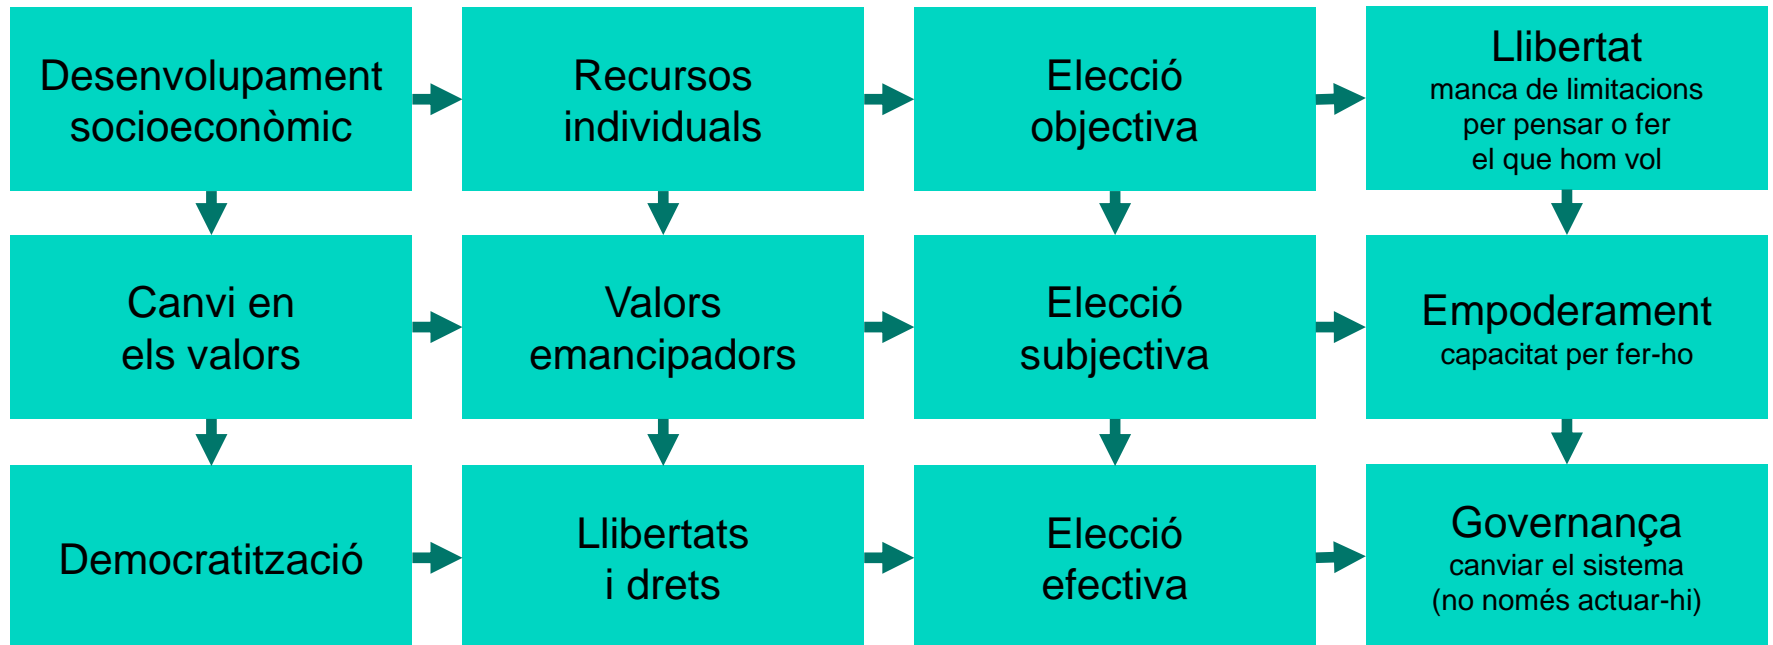 Desenvolupament
socioeconòmic
Recursos
individuals
Elecció
objectiva
Llibertat
manca de limitacions
per pensar o fer
el que hom vol
Canvi en
els valors
Valors
emancipadors
Elecció
subjectiva
Empoderament
capacitat per fer-ho
Democratització
Llibertats
i drets
Elecció
efectiva
Governança
canviar el sistema
(no només actuar-hi)